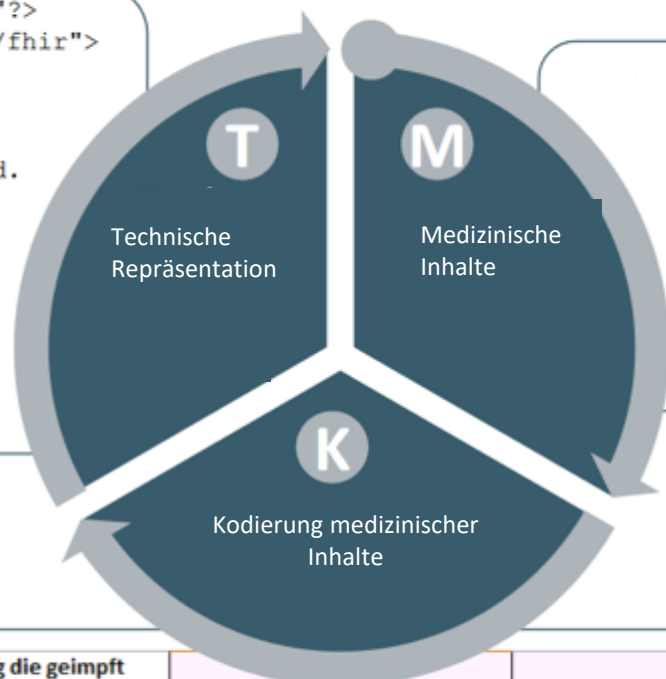 "?>
/fhir">
d.
T
M
Technische
Repräsentation
Medizinische
Inhalte
K
Kodierung medizinischer
Inhalte
die geimpft